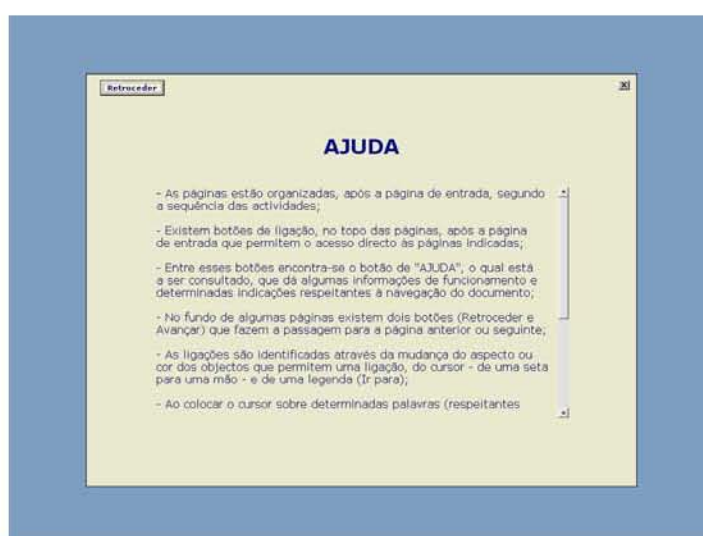 Retroceder
X
AJUDA
- As páginas estão organizadas, após a página de entrada, segundo
a sequência das actividades;
- Existem botões de ligação, no topo das páginas, após a página
de entrada que permitem o acesso directo às páginas indicadas;
- Entre esses botões encontra-se o botão de "AJUDA", o qual está
a ser consultado, que dá algumas informações de funcionamento e
determinadas indicações respeitantes à navegação do documento;
- No fundo de algumas páginas existem dois botões (Retroceder e
Avançar) que fazem a passagem para a página anterior ou seguinte;
- As ligações são identificadas através da mudança do aspecto ou
cor dos objectos que permitem uma ligação, do cursor - de uma seta
para uma mão - e de uma legenda (Ir para);
- Ao colocar o cursor sobre determinadas palavras (respeitantes